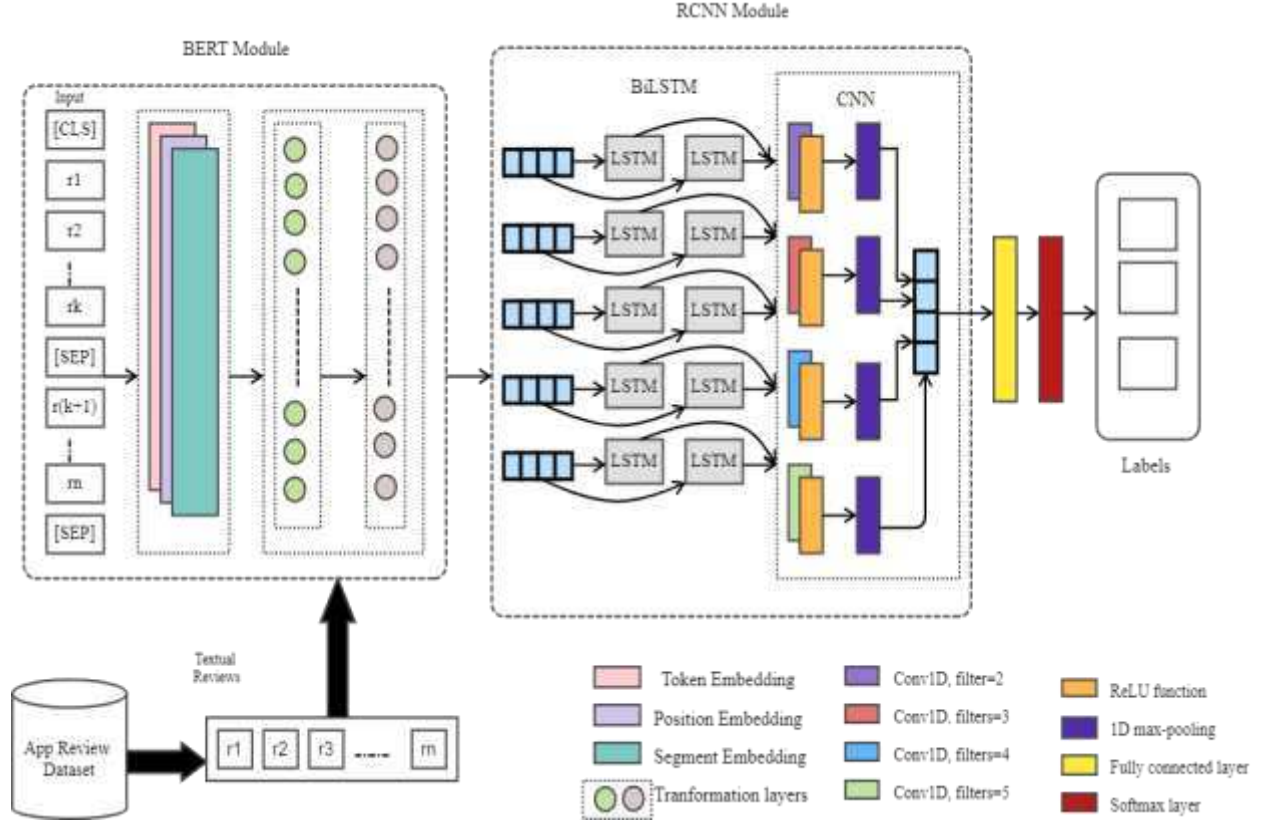 RCNN Module
BERT Module
Input
[CLS]
r1
r2
rk
[SEP]
r(k+1)
rn
[SEP]
BiLSTM
LSTM
LSTM
LSTM
LSTM
LSTM
LSTM
LSTM
LSTM
LSTM
LSTM
CNN
Labels
Textual
Reviews
App Review
Dataset
r1
r2
r3
rn
Token Embedding
Position Embedding
Segment Embedding
Tranformation layers
Conv1D, filter=2
Conv1D, filters=3
Conv1D, filters=4
Conv1D, filters=5
ReLU function
1D max-pooling
Fully connected layer
Softmax layer